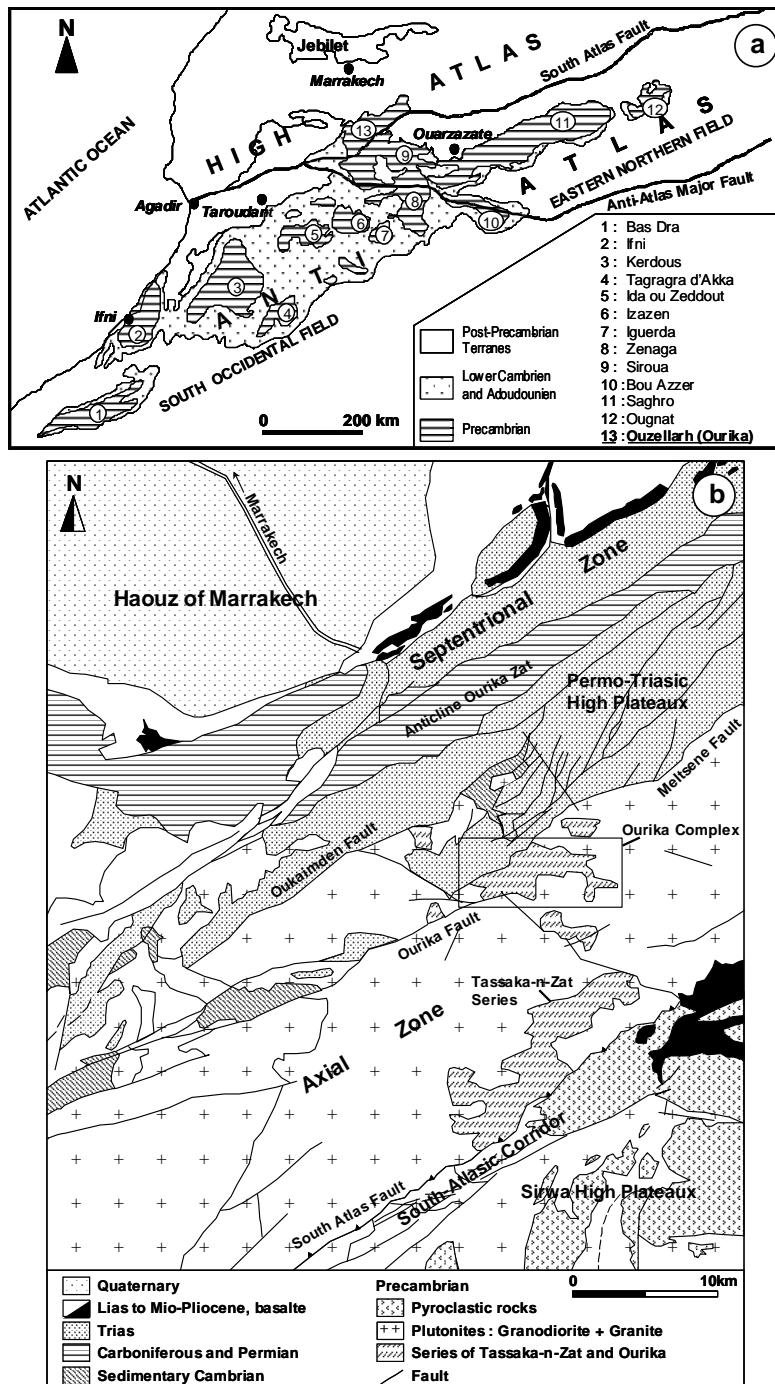 N
a
Jebilet
Marrakech
HIGH ATLAS
South Atlas Fault
ATLANTIC OCEAN
13
12
11
Ouarzazate
9
EASTERN NORTHERN FIELD
Agadir
Taroudant
8
10
Anti-Atlas Major Fault
6
5
7
ANTI ATLAS
3
4
Ifni
2
SOUTH OCCIDENTAL FIELD
1
0 200 km
Post-Precambrian
Terranes
Lower Cambrien
and Adoudounien
Precambrian
1 : Bas Dra
2 : Ifni
3 : Kerdous
4 : Tagragra d'Akka
5 : Ida ou Zeddout
6 : Izazen
7 : Iguerda
8 : Zenaga
9 : Siroua
10 : Bou Azzer
11 : Saghro
12 : Ougnat
13 : Ouzellarh (Ourika)
N
b
Marrakech
Haouz of Marrakech
Septentrional Zone
Anticline Ourika Zat
Permo-Triasic
High Plateaux
Meltsene Fault
Ourika Complex
Oukaimden Fault
Ourika Fault
Tassaka-n-Zat
Series
Axial Zone
South Atlas Fault
South-Atlasic Corridor
Sirwa High Plateaux
Quaternary
Lias to Mio-Pliocene, basalte
Trias
Carboniferous and Permian
Sedimentary Cambrian
Precambrian
0 10km
Pyroclastic rocks
Plutonites : Granodiorite + Granite
Series of Tassaka-n-Zat and Ourika
Fault